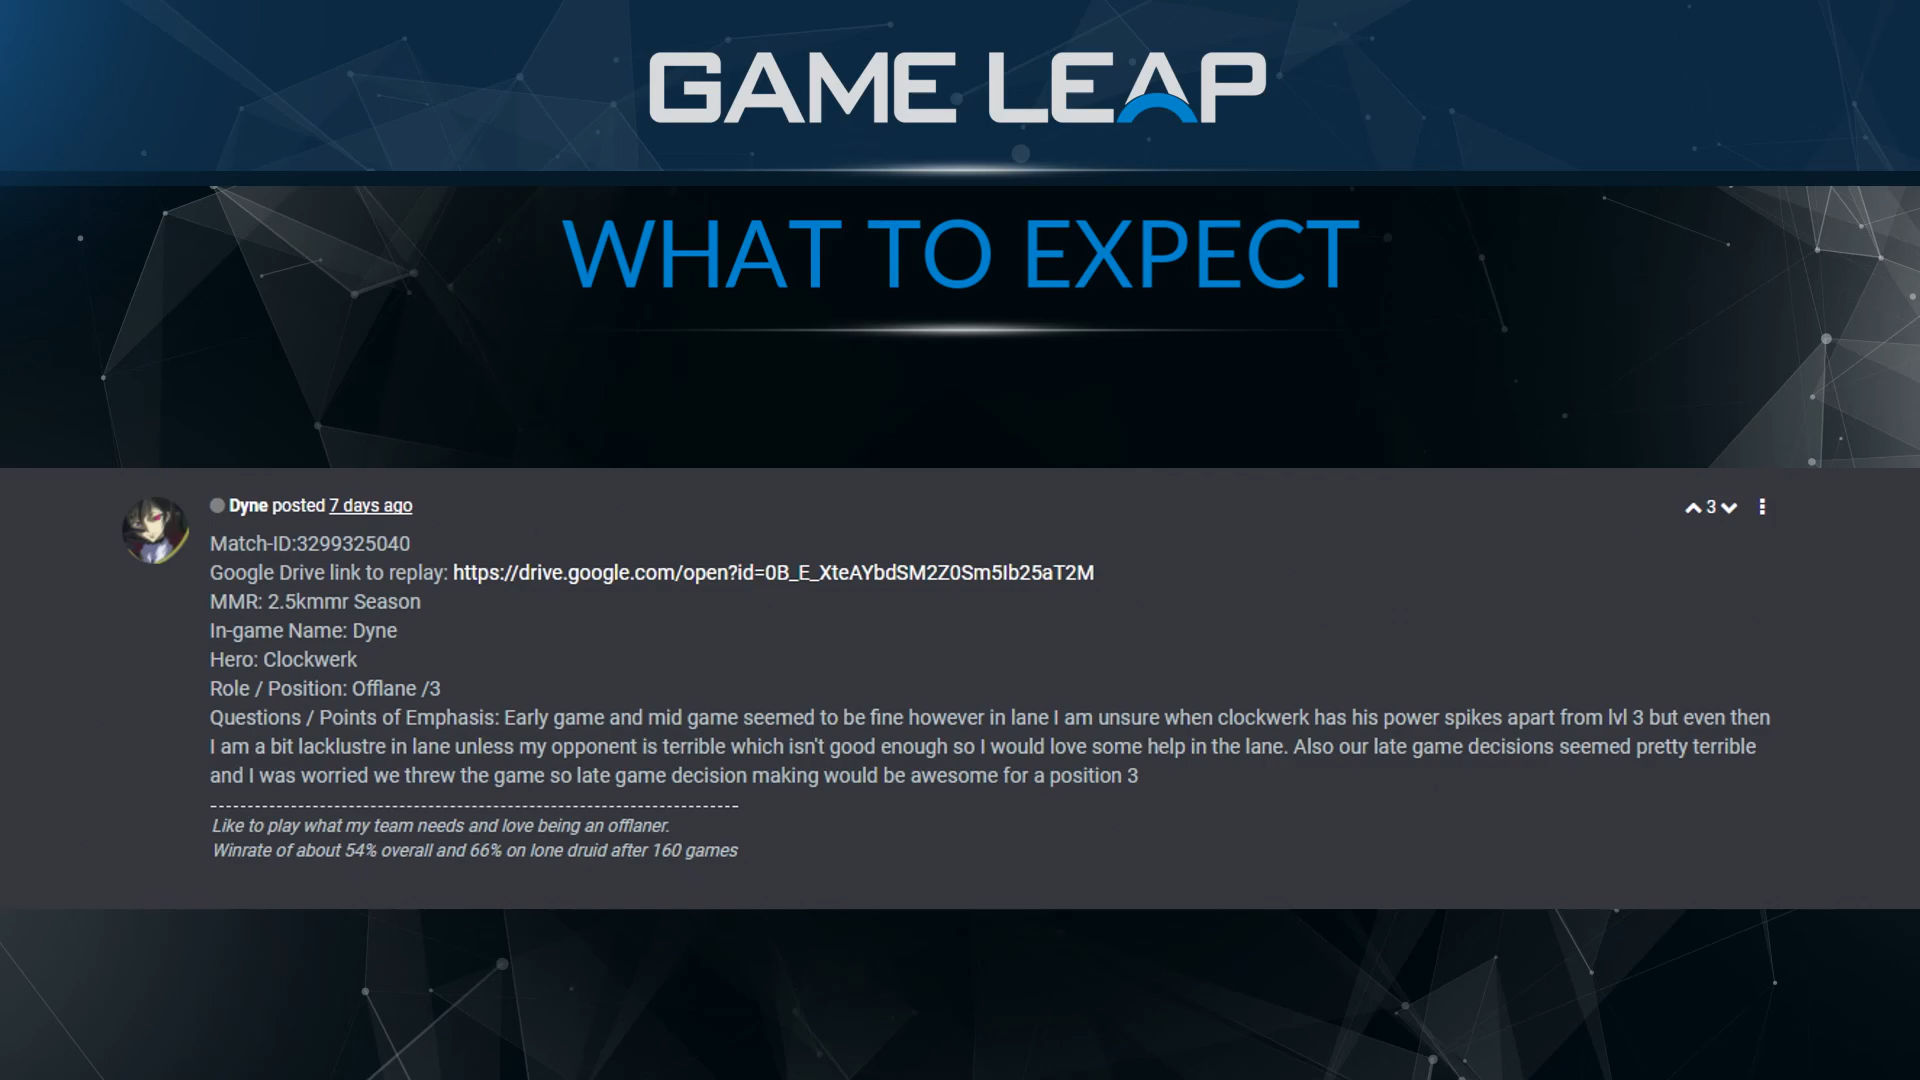 GAME LEAP
WHAT TO EXPECT
Dyne posted 7 days ago
3
Match-ID:3299325040
Google Drive link to replay: https://drive.google.com/open?id=0B_E_XteAYbdSM2Z0Sm5Ib25aT2M
MMR: 2.5kmmr Season
In-game Name: Dyne
Hero: Clockwerk
Role / Position: Offlane /3
Questions / Points of Emphasis: Early game and mid game seemed to be fine however in lane I am unsure when clockwerk has his power spikes apart from lvl 3 but even then
I am a bit lacklustre in lane unless my opponent is terrible which isn't good enough so I would love some help in the lane. Also our late game decisions seemed pretty terrible
and I was worried we threw the game so late game decision making would be awesome for a position 3
-----------------------------------------------------------------------
Like to play what my team needs and love being an offlaner.
Winrate of about 54% overall and 66% on lone druid after 160 games